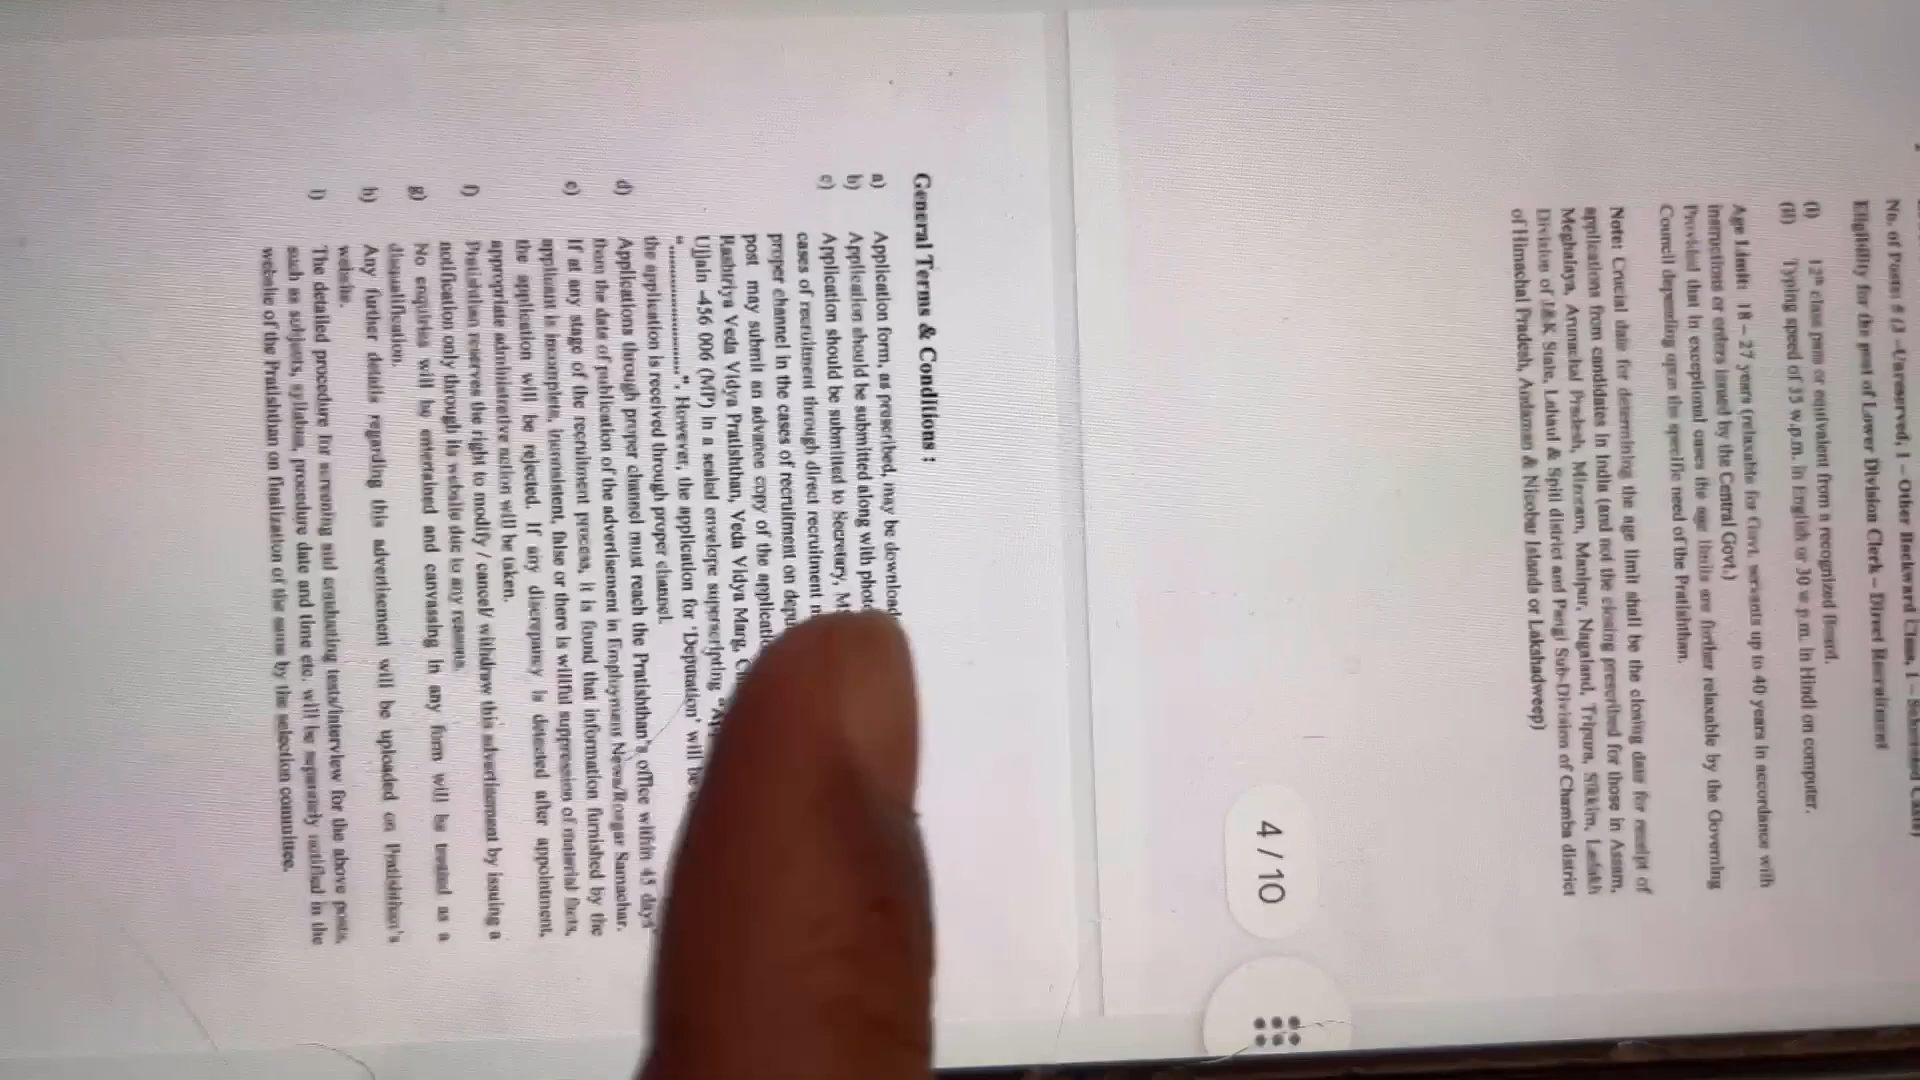 No. of Posts: 5 (3 –Unreserved, 1 – Other Backward Class, 1 – Scheduled Caste)
Eligibility for the post of Lower Division Clerk – Direct Recruitment
(i) 12th class pass or equivalent from a recognized Board.
(ii) Typing speed of 35 w.p.m. in English or 30 w.p.m. in Hindi on computer.
Age Limit: 18 – 27 years (relaxable for Govt. servants up to 40 years in accordance with
instructions or orders issued by the Central Govt.)
Provided that in exceptional cases the age limits are further relaxable by the Governing
Council depending upon the specific need of the Pratishthan.
Note: Crucial date for determining the age limit shall be the closing date for receipt of
applications from candidates in India (and not the closing prescribed for those in Assam,
Meghalaya, Arunachal Pradesh, Mizoram, Manipur, Nagaland, Tripura, Sikkim, Ladakh
Division of J&K State, Lahaul & Spiti district and Pangi Sub-Division of Chamba district
of Himachal Pradesh, Andaman & Nicobar Islands or Lakshadweep)
4 / 10
General Terms & Conditions :
a) Application form, as prescribed, may be
b) Application should be submitted along with
c) Application should be submitted to Secretary,
cases of recruitment through direct recruitment
proper channel in the cases of recruitment on
post may submit an advance copy of the
Rashtriya Veda Vidya Pratishthan, Veda Vidya Marg,
Ujjain -456 006 (MP) in a sealed envelope superscripting
"..................". However, the application for 'Deputation' will be
the application is received through proper channel.
d) Applications through proper channel must reach the Pratishthan's office within 45 days
from the date of publication of the advertisement in Employment News/Rozgar Samachar.
e) If at any stage of the recruitment process, it is found that information furnished by the
applicant is incomplete, inconsistent, false or there is willful suppression of material facts,
the application will be rejected. If any discrepancy is detected after appointment,
appropriate administrative action will be taken.
f) Pratishthan reserves the right to modify / cancel/ withdraw this advertisement by issuing a
notification only through its website due to any reasons.
g) No enquiries will be entertained and canvassing in any form will be treated as a
disqualification.
h) Any further details regarding this advertisement will be uploaded on Pratishthan's
website.
i) The detailed procedure for screening and conducting tests/interview for the above posts,
such as subjects, syllabus, procedure date and time etc. will be separately notified in the
website of the Pratishthan on finalization of the same by the selection committee.